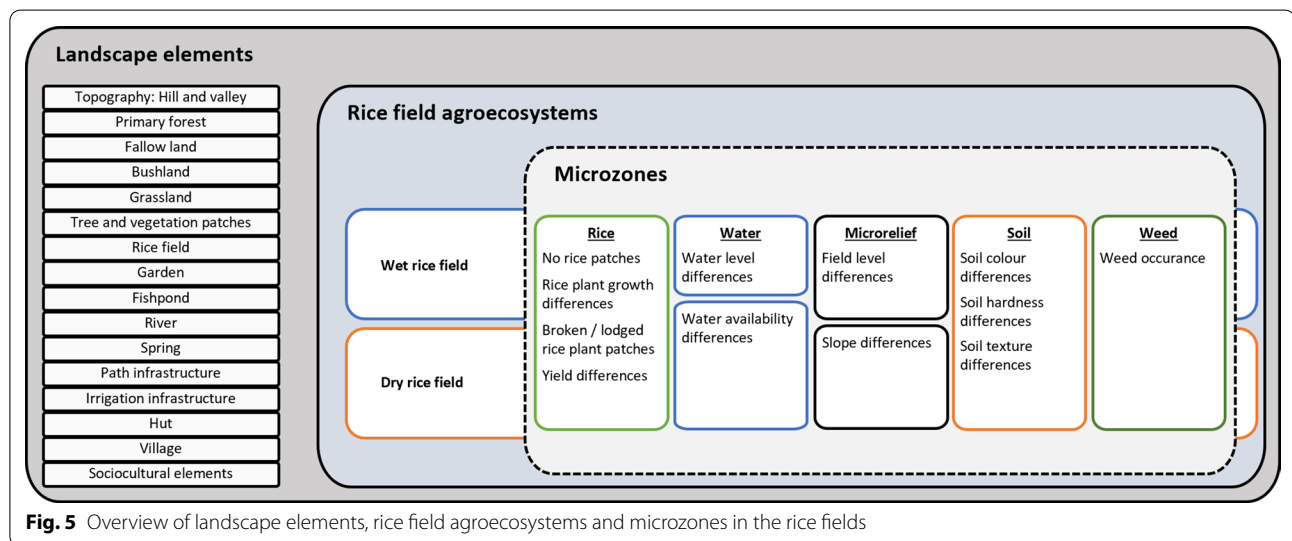 Landscape elements
Topography: Hill and valley
Primary forest
Fallow land
Bushland
Grassland
Tree and vegetation patches
Rice field
Garden
Fishpond
River
Spring
Path infrastructure
Irrigation infrastructure
Hut
Village
Sociocultural elements
Rice field agroecosystems
Wet rice field
Dry rice field
Microzones
Rice
No rice patches
Rice plant growth
differences
Broken / lodged
rice plant patches
Yield differences
Water
Water level
differences
Water availability
differences
Microrelief
Field level
differences
Slope differences
Soil
Soil colour
differences
Soil hardness
differences
Soil texture
differences
Weed
Weed occurance
Fig. 5 Overview of landscape elements, rice field agroecosystems and microzones in the rice fields